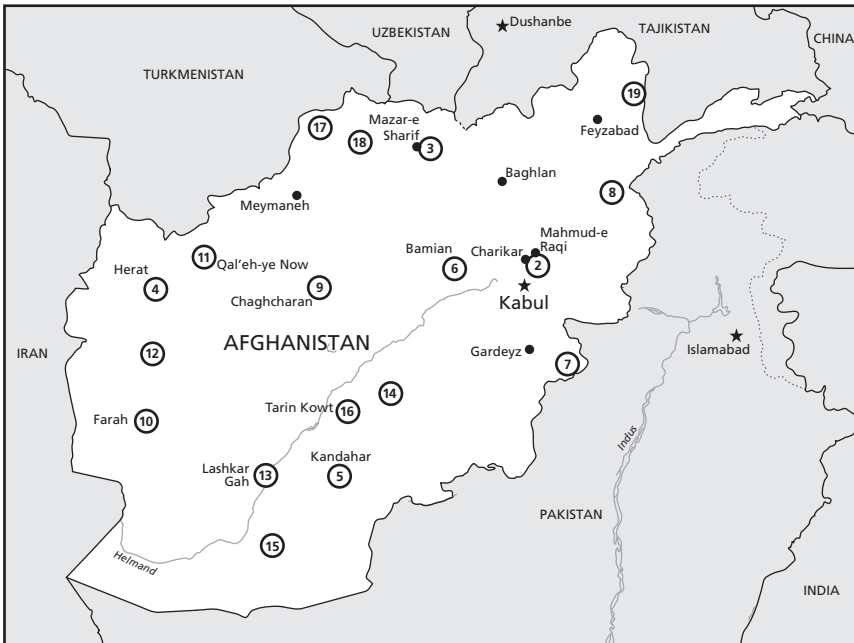 Dushanbe
UZBEKISTAN
TAJIKISTAN
CHINA
TURKMENISTAN
19
17
Mazar-e
Sharif
18
3
Feyzabad
Baghlan
8
Meymaneh
Mahmud-e
Raqi
Charikar
Bamian
11
Qal'eh-ye Now
2
6
Herat
4
9
Chaghcharan
Kabul
AFGHANISTAN
Islamabad
IRAN
12
Gardeyz
7
14
Tarin Kowt
16
Farah
10
Indus
Lashkar
Gah
13
Kandahar
5
PAKISTAN
15
Helmand
INDIA